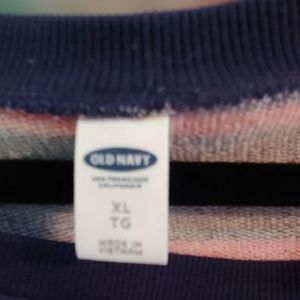 OLD NAVY
SAN FRANCISCO
CALIFORNIA
XL
TG
MADE IN
VIETNAM